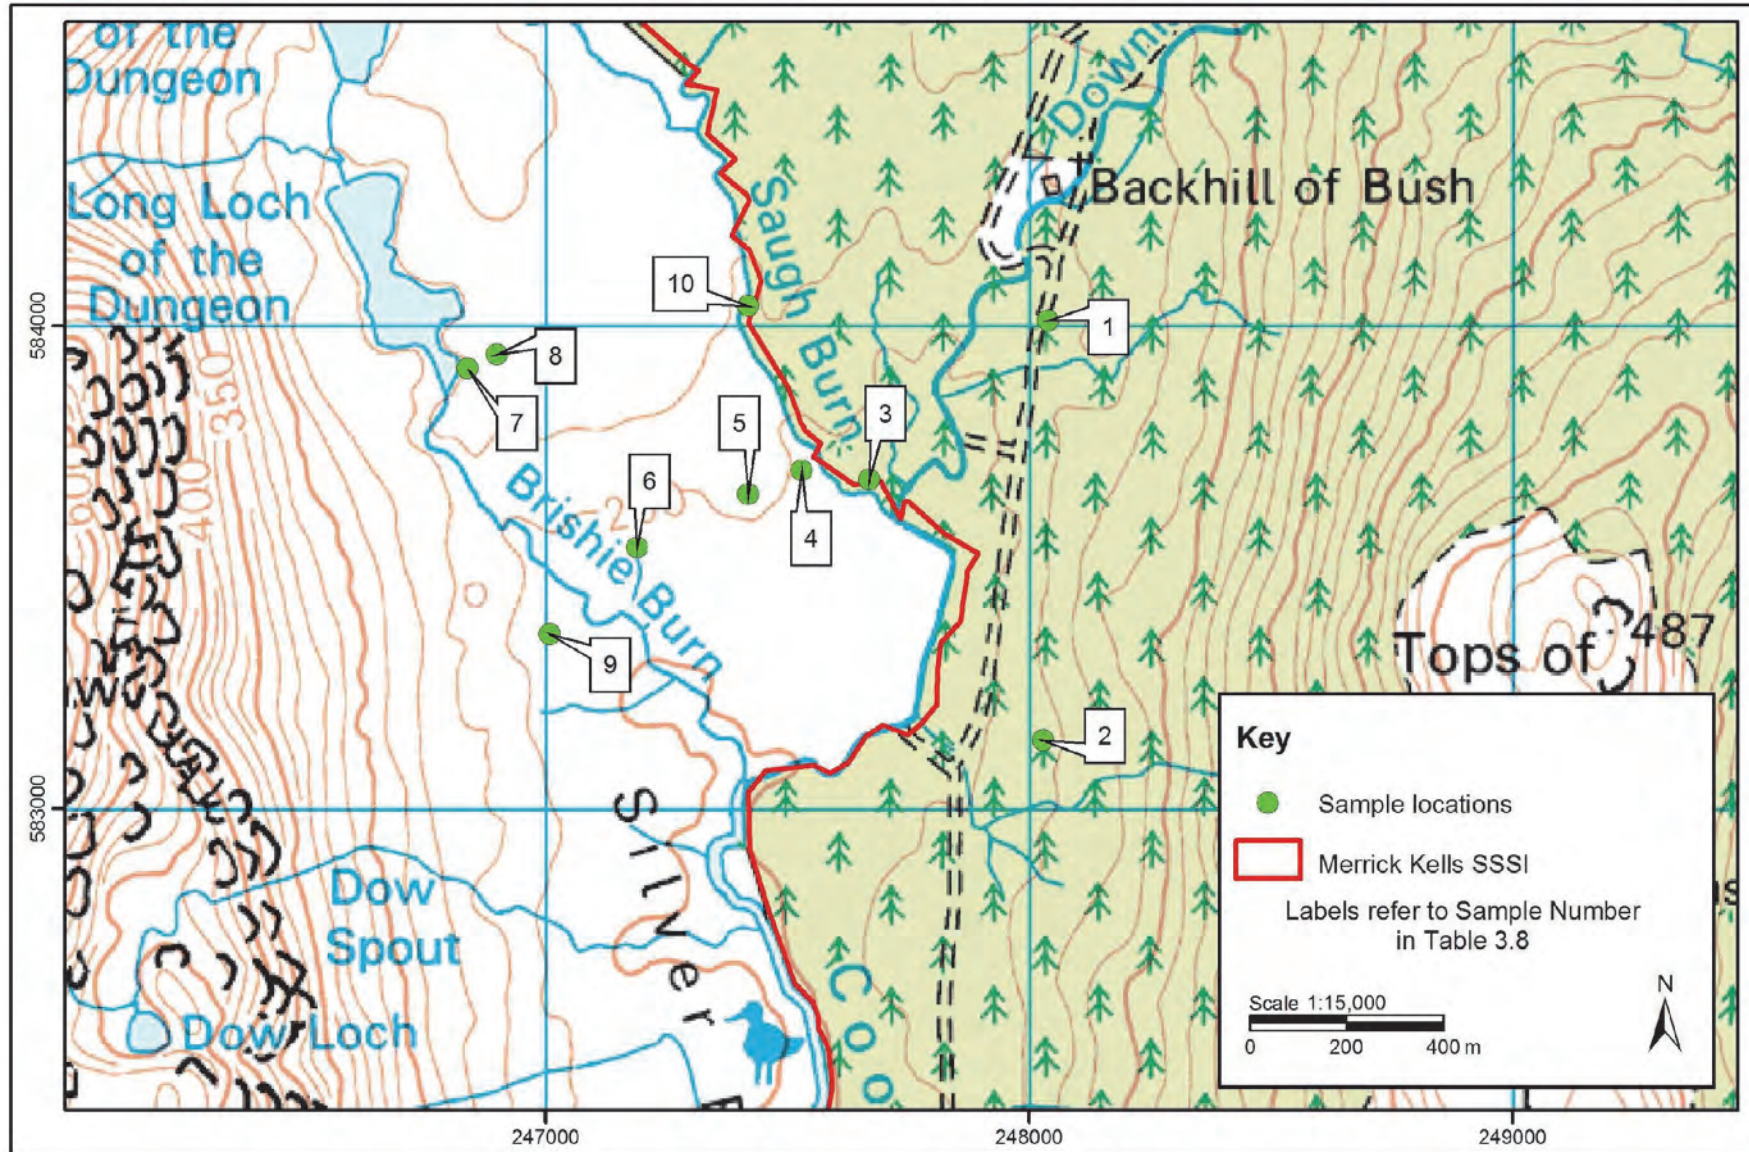 of the
Dungeon
Long Loch
of the
Dungeon
350
400
Saugh Burn
Backhill of Bush
10
1
8
7
5
3
6
4
9
2
Brishie Burn
Tops of
487
Dow
Spout
Dow Loch
Silver
Coo
584000
583000
247000
248000
249000
Key
Sample locations
Merrick Kells SSSI
Labels refer to Sample Number
in Table 3.8
N
Scale 1:15,000
0 200 400 m